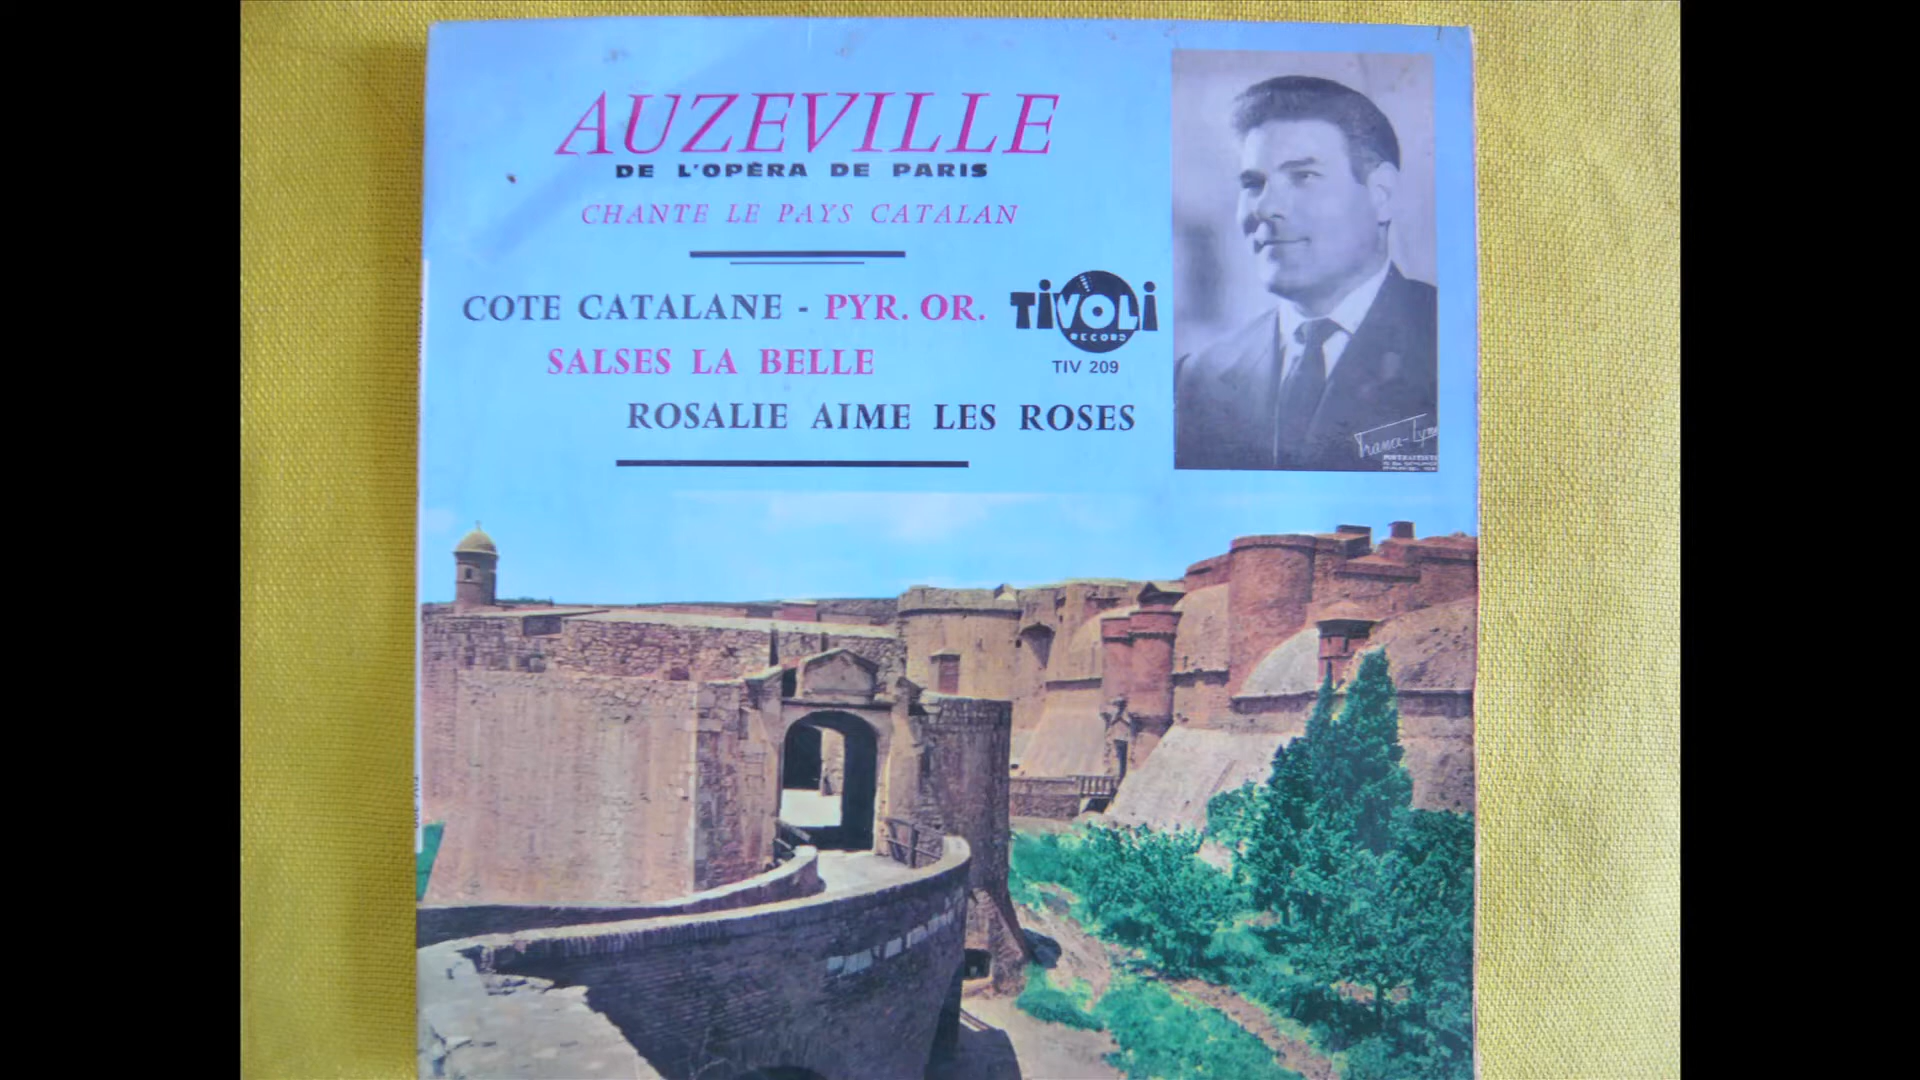 AUZEVILLE
DE L'OPÉRA DE PARIS
CHANTE LE PAYS CATALAN
COTE CATALANE - PYR. OR.
TiVOLi
RECORD
TIV 209
SALSES LA BELLE
ROSALIE AIME LES ROSES